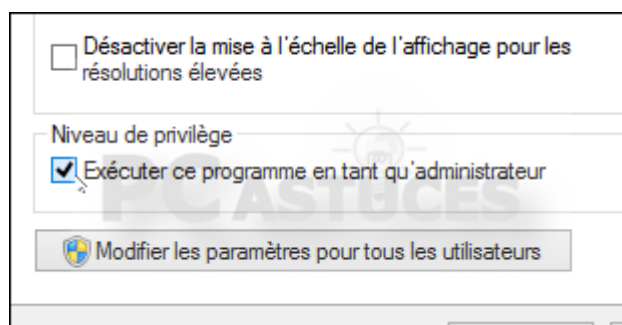 Désactiver la mise à l'échelle de l'affichage pour les
résolutions élevées
Niveau de privilège
Exécuter ce programme en tant qu'administrateur
PC ASTUCES
Modifier les paramètres pour tous les utilisateurs